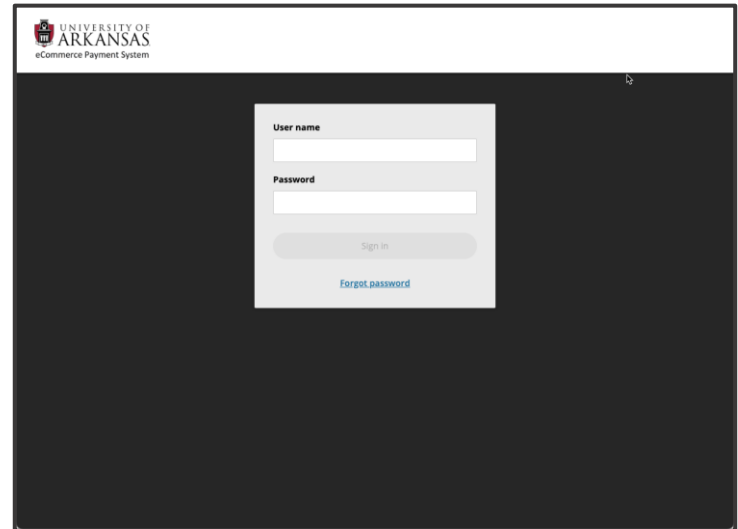 UNIVERSITY OF
ARKANSAS
eCommerce Payment System
User name
Password
Sign in
Forgot password